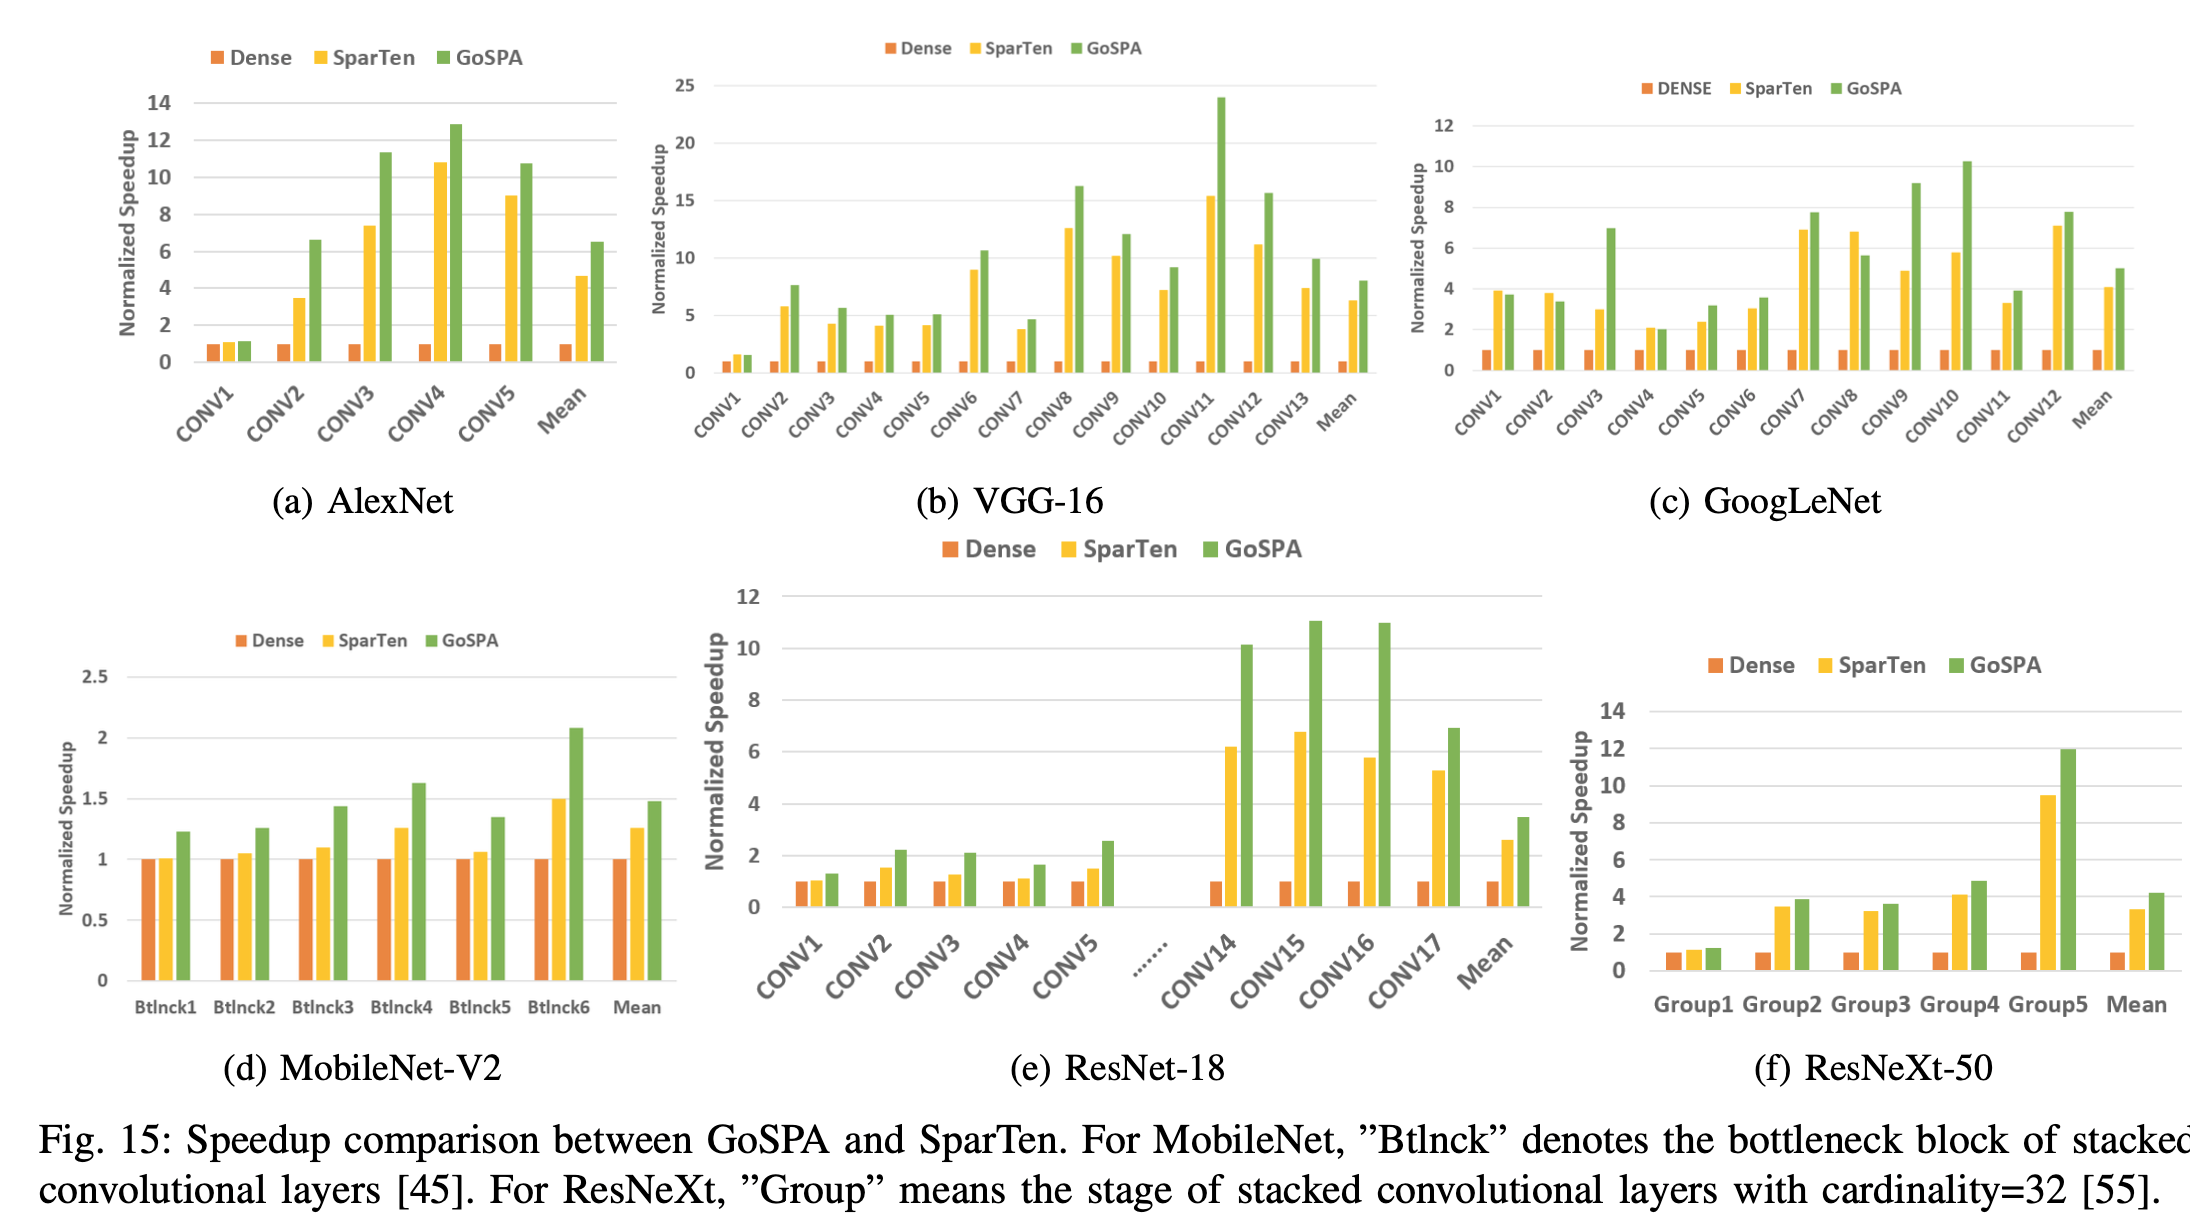 Dense SparTen GoSPA
Normalized Speedup
14
12
10
8
6
4
2
0
CONV1 CONV2 CONV3 CONV4 CONV5 Mean
(a) AlexNet
Dense SparTen GoSPA
Normalized Speedup
25
20
15
10
5
0
CONV1 CONV2 CONV3 CONV4 CONV5 CONV6 CONV7 CONV8 CONV9 CONV10 CONV11 CONV12 CONV13 Mean
(b) VGG-16
DENSE SparTen GoSPA
Normalized Speedup
12
10
8
6
4
2
0
CONV1 CONV2 CONV3 CONV4 CONV5 CONV6 CONV7 CONV8 CONV9 CONV10 CONV11 CONV12 Mean
(c) GoogLeNet
Dense SparTen GoSPA
Normalized Speedup
2.5
2
1.5
1
0.5
0
Btlnck1 Btlnck2 Btlnck3 Btlnck4 Btlnck5 Btlnck6 Mean
(d) MobileNet-V2
Dense SparTen GoSPA
Normalized Speedup
12
10
8
6
4
2
0
CONV1 CONV2 CONV3 CONV4 CONV5 ....... CONV14 CONV15 CONV16 CONV17 Mean
(e) ResNet-18
Dense SparTen GoSPA
Normalized Speedup
14
12
10
8
6
4
2
0
Group1 Group2 Group3 Group4 Group5 Mean
(f) ResNeXt-50
Fig. 15: Speedup comparison between GoSPA and SparTen. For MobileNet, ”Btlnck” denotes the bottleneck block of stacked
convolutional layers [45]. For ResNeXt, ”Group” means the stage of stacked convolutional layers with cardinality=32 [55].